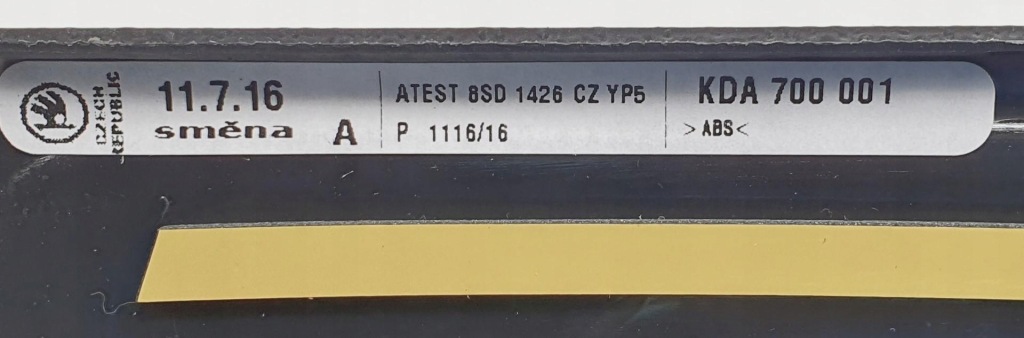 CZECH
REPUBLIC
11.7.16
směna A
ATEST 8SD 1426 CZ YP5
P 1116/16
KDA 700 001
>ABS<